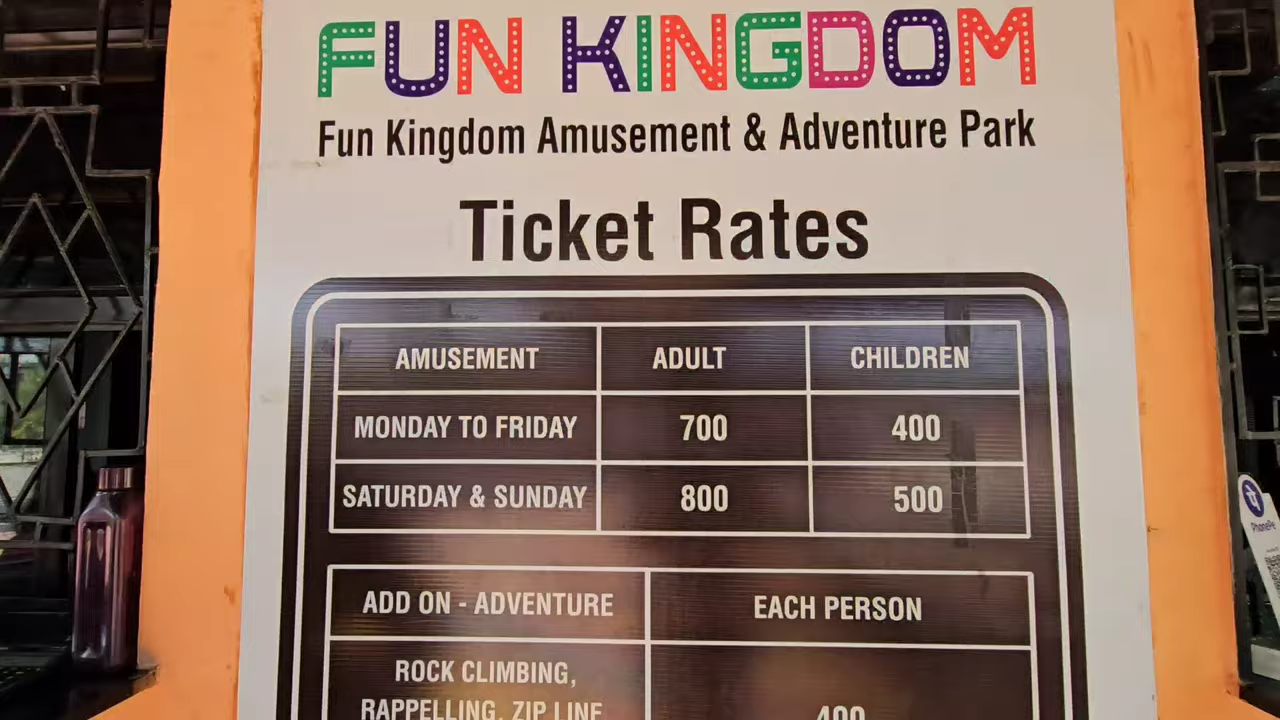 FUN KINGDOM
Fun Kingdom Amusement & Adventure Park
Ticket Rates
AMUSEMENT ADULT CHILDREN
MONDAY TO FRIDAY 700 400
SATURDAY & SUNDAY 800 500
ADD ON - ADVENTURE EACH PERSON
ROCK CLIMBING,
RAPPELLING, ZIP LINE 400
PhonePe